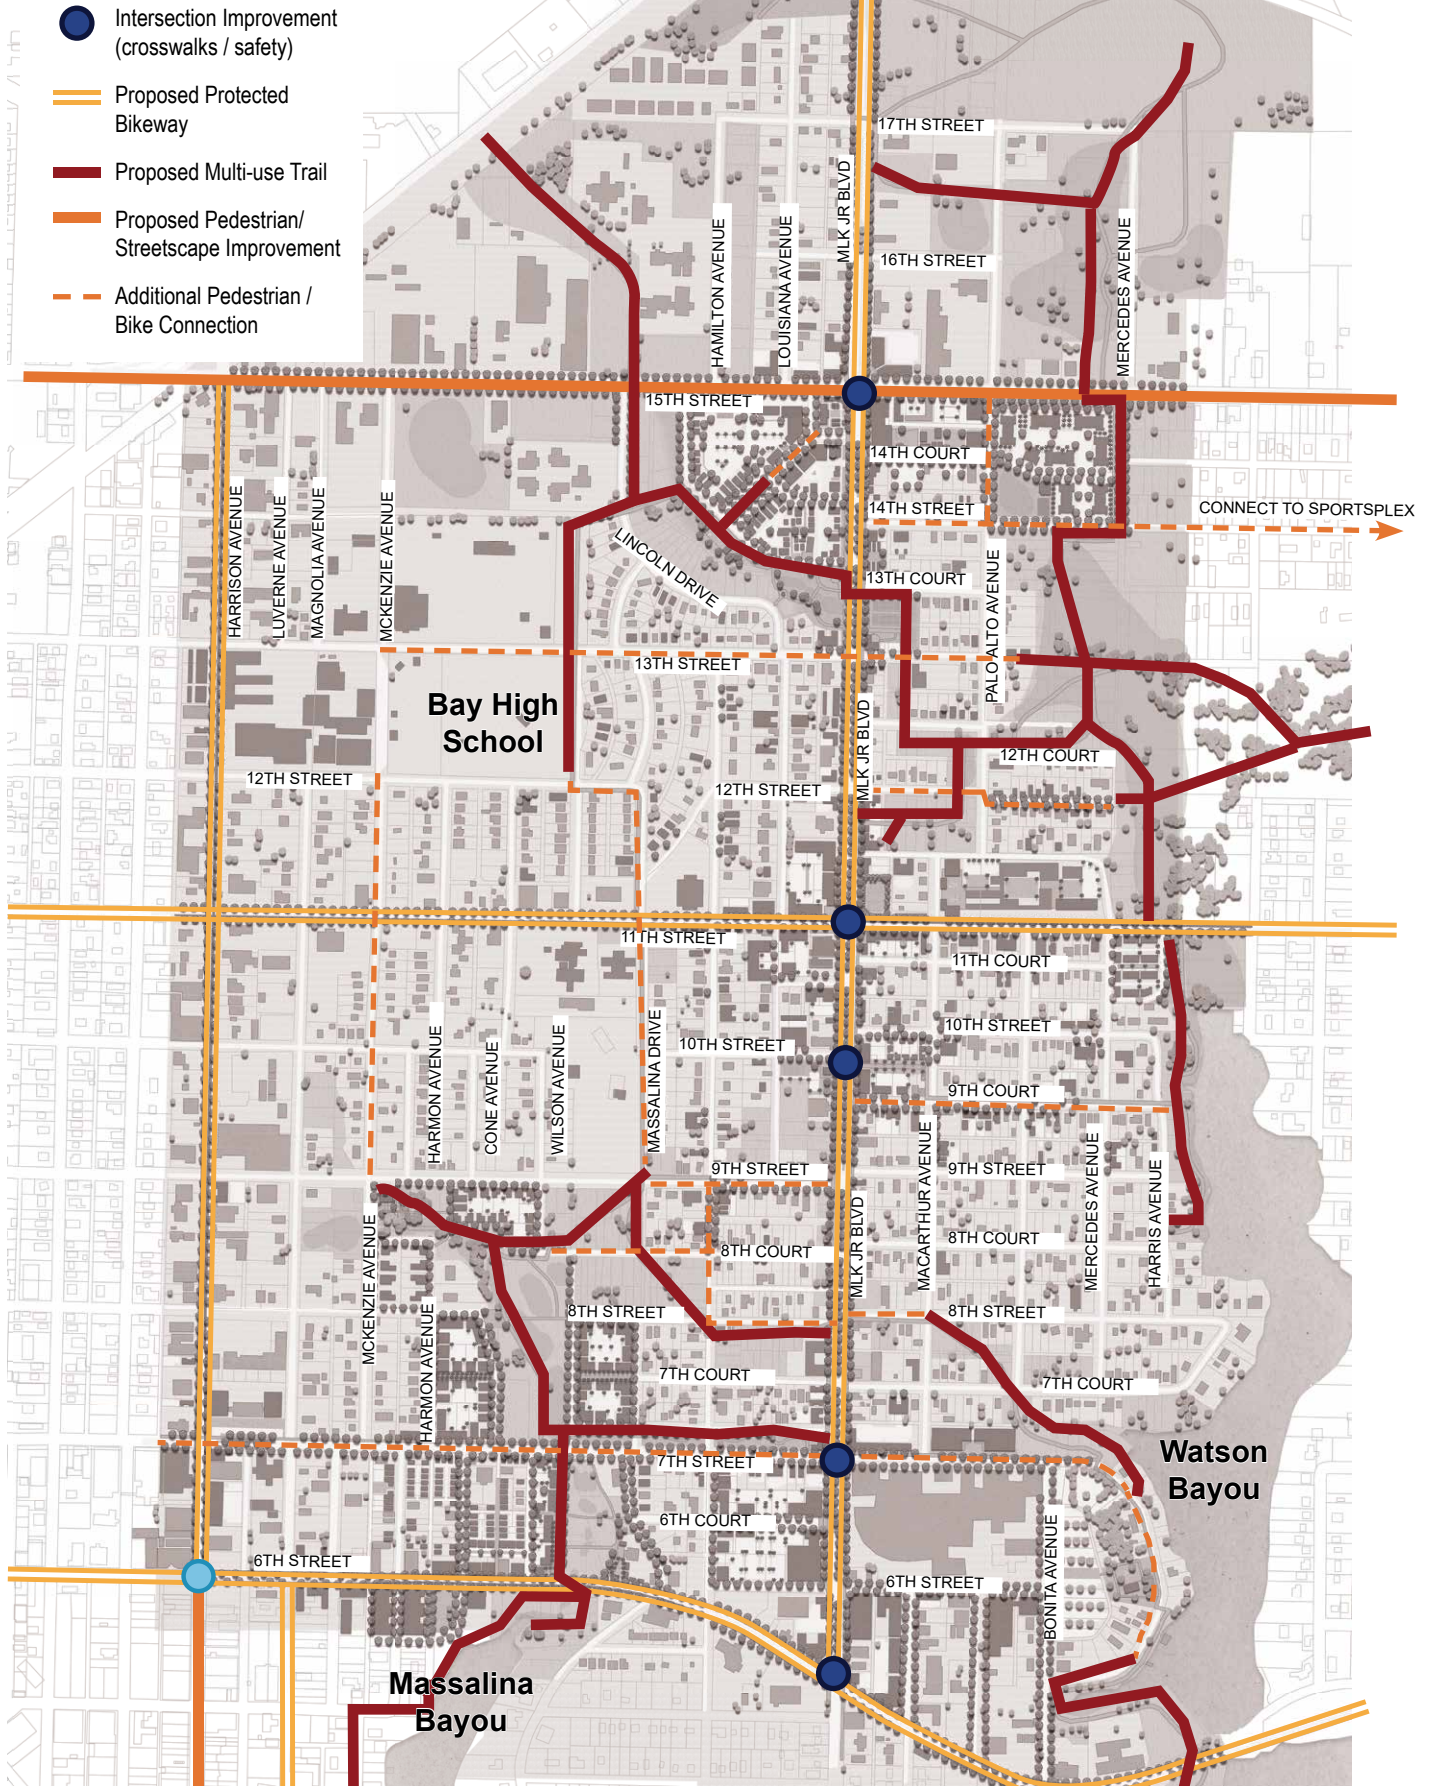 Intersection Improvement
(crosswalks / safety)
Proposed Protected
Bikeway
Proposed Multi-use Trail
Proposed Pedestrian/
Streetscape Improvement
Additional Pedestrian /
Bike Connection
17TH STREET
MLK JR BLVD
HAMILTON AVENUE
LOUISIANA AVENUE
16TH STREET
MERCEDES AVENUE
15TH STREET
14TH COURT
14TH STREET
CONNECT TO SPORTSPLEX
HARRISON AVENUE
LUVERNE AVENUE
MAGNOLIA AVENUE
MCKENZIE AVENUE
LINCOLN DRIVE
13TH COURT
PALO ALTO AVENUE
13TH STREET
Bay High
School
MLK JR BLVD
12TH COURT
12TH STREET
12TH STREET
11TH STREET
11TH COURT
10TH STREET
10TH STREET
HARMON AVENUE
CONE AVENUE
WILSON AVENUE
MASSALINA DRIVE
9TH COURT
9TH STREET
9TH STREET
MACARTHUR AVENUE
MERCEDES AVENUE
HARRIS AVENUE
MLK JR BLVD
MCKENZIE AVENUE
8TH COURT
8TH COURT
8TH STREET
8TH STREET
HARMON AVENUE
7TH COURT
7TH COURT
Watson
Bayou
7TH STREET
6TH COURT
BONITA AVENUE
6TH STREET
6TH STREET
Massalina
Bayou